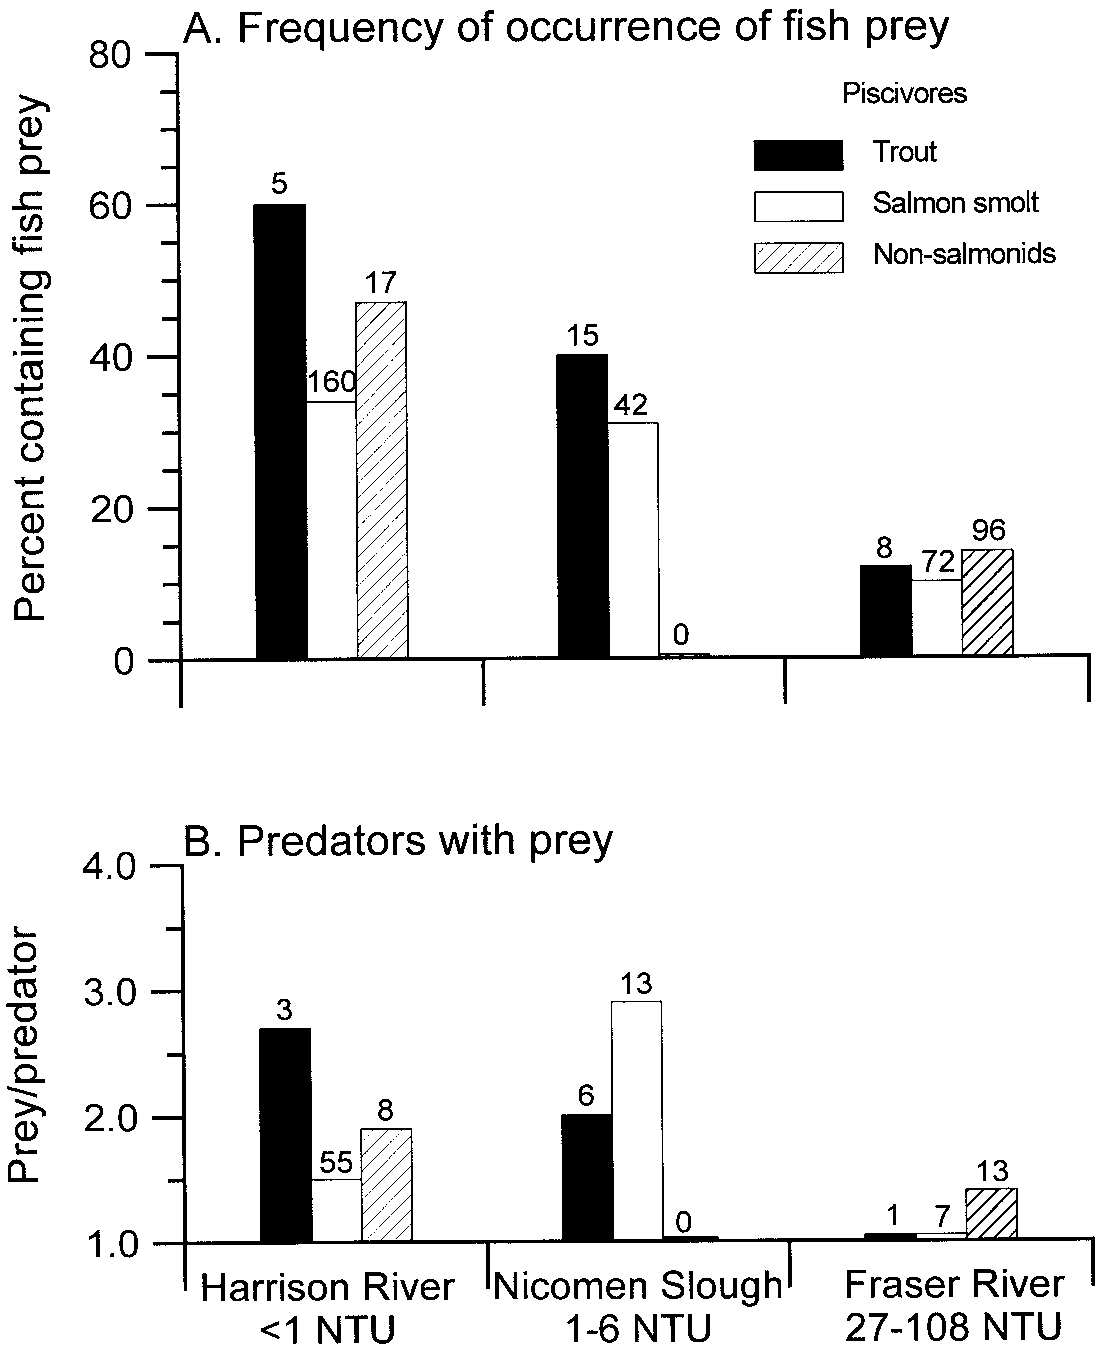 A. Frequency of occurrence of fish prey
80
60
40
20
0
Percent containing fish prey
Piscivores
Trout
Salmon smolt
Non-salmonids
5
160
17
15
42
0
8
72
96
B. Predators with prey
4.0
3.0
2.0
1.0
Prey/predator
3
55
8
6
13
0
1
7
13
Harrison River
<1 NTU
Nicomen Slough
1-6 NTU
Fraser River
27-108 NTU